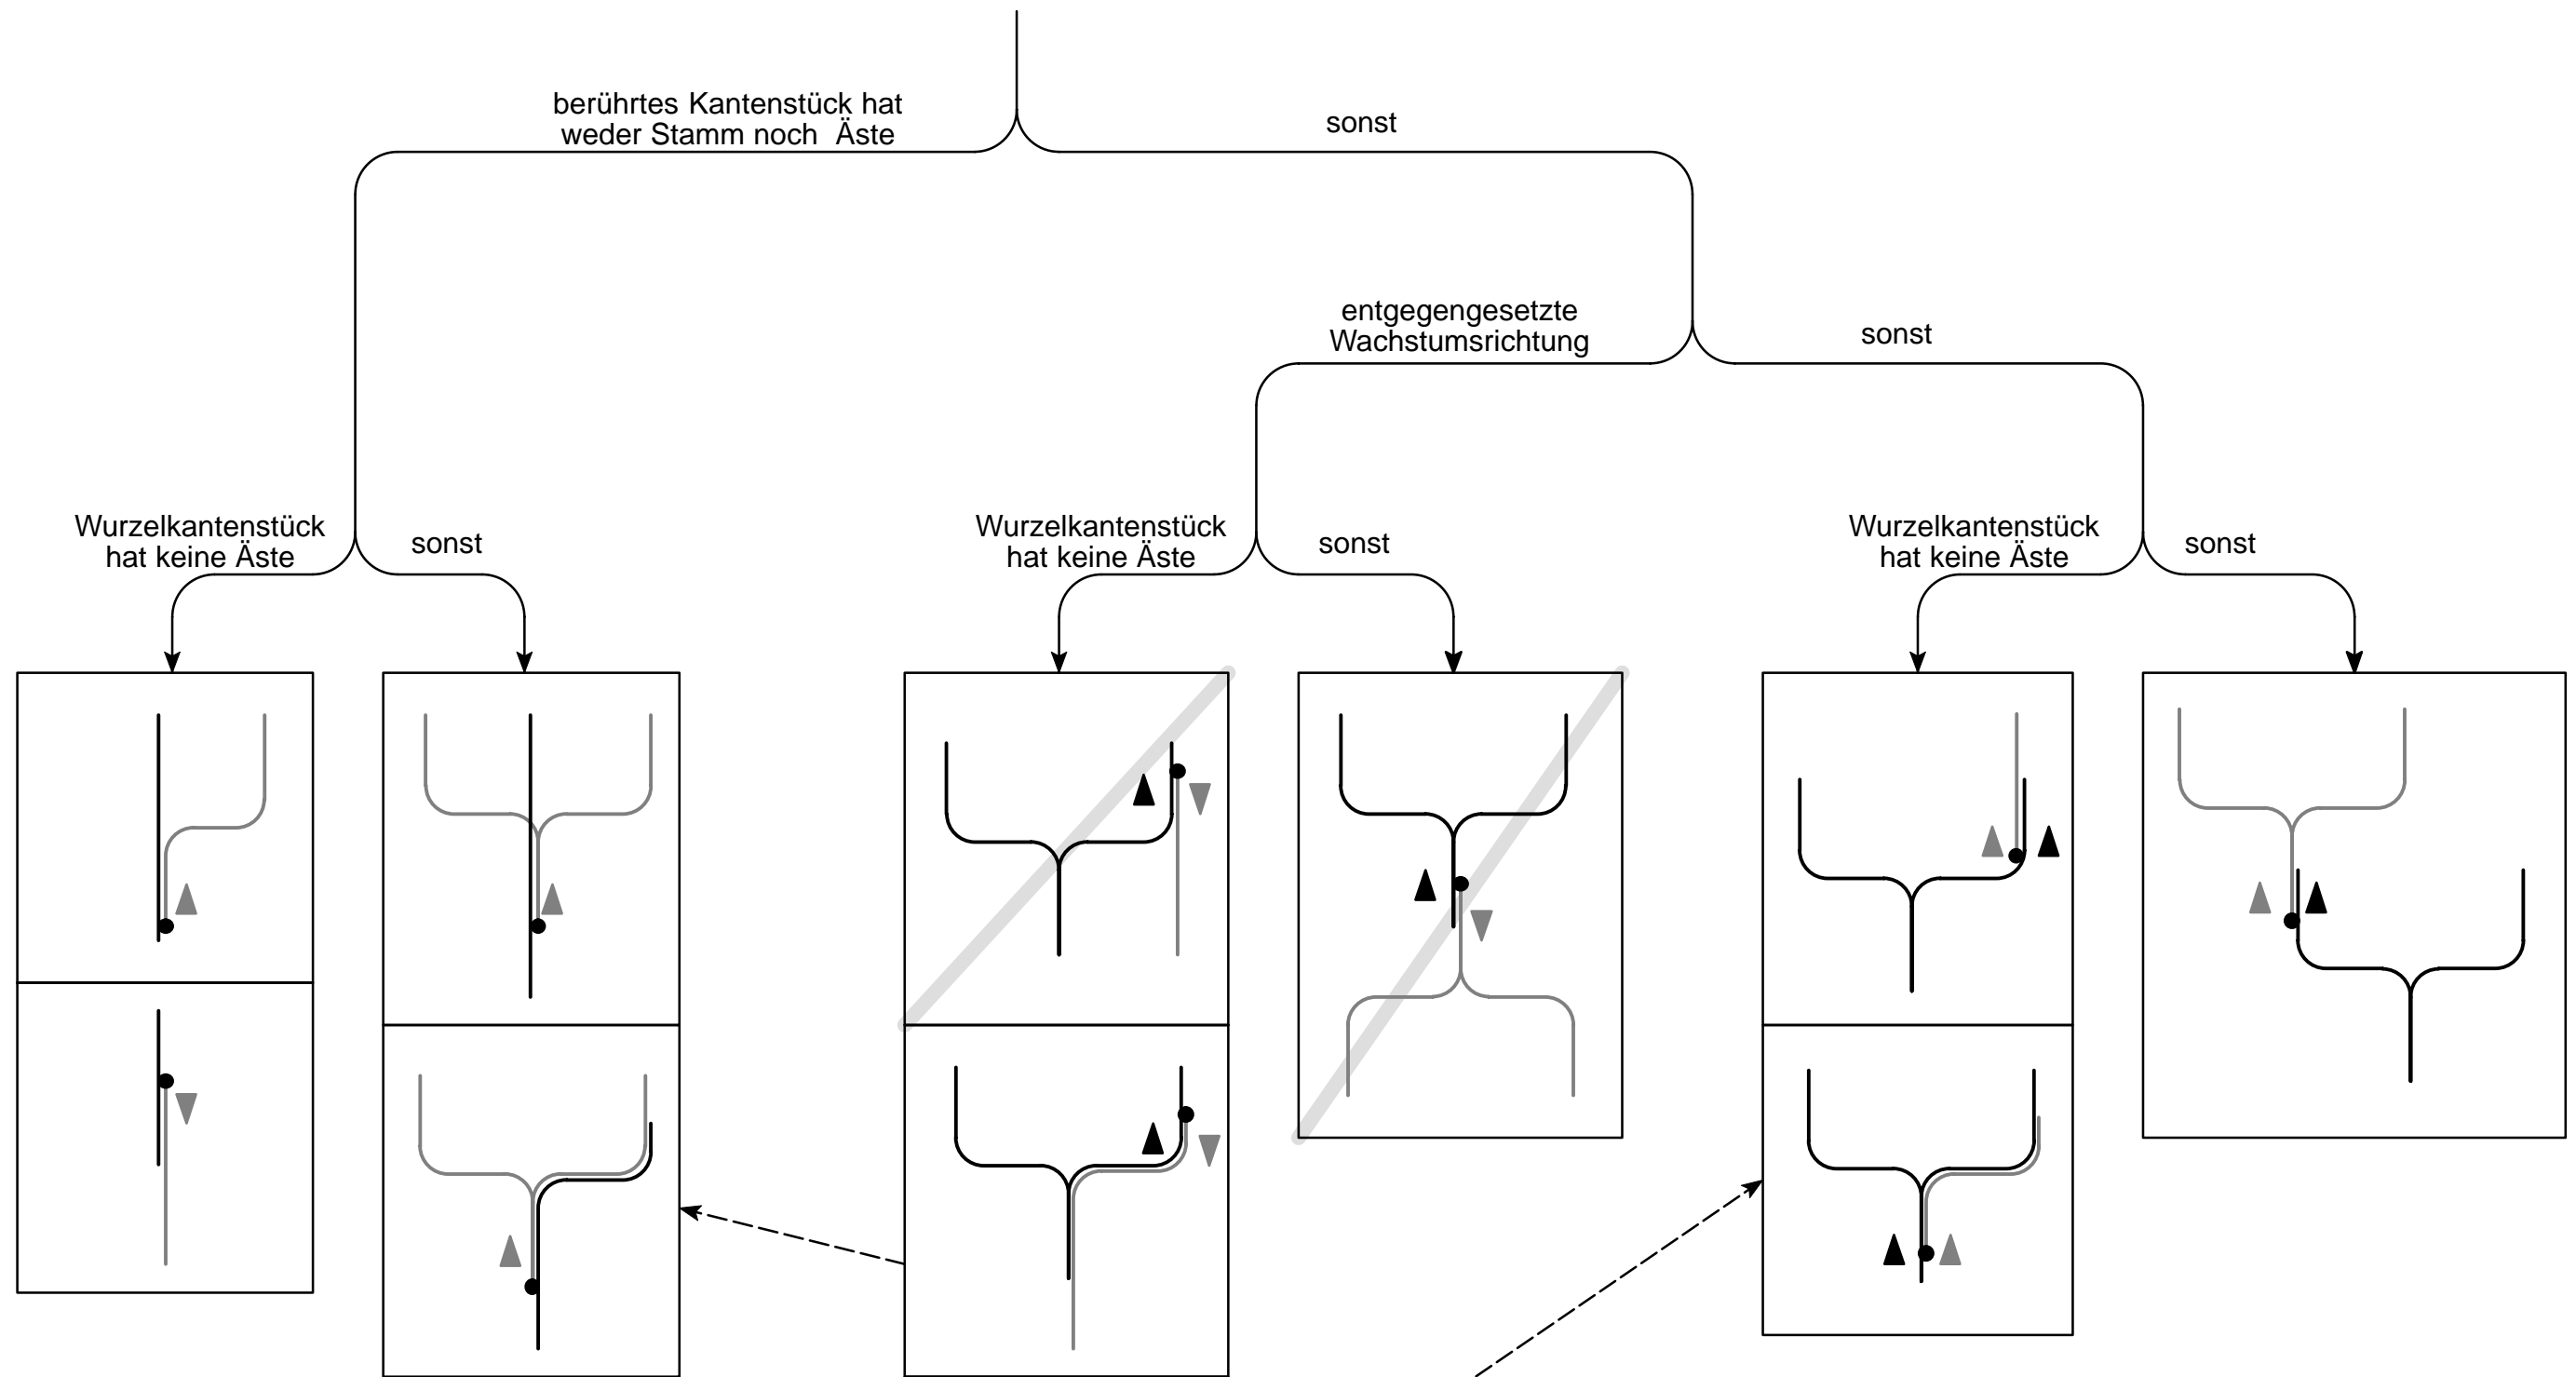 berührtes Kantenstück hat
weder Stamm noch Äste
sonst
entgegengesetzte
Wachstumsrichtung
sonst
Wurzelkantenstück
hat keine Äste
sonst
Wurzelkantenstück
hat keine Äste
sonst
Wurzelkantenstück
hat keine Äste
sonst